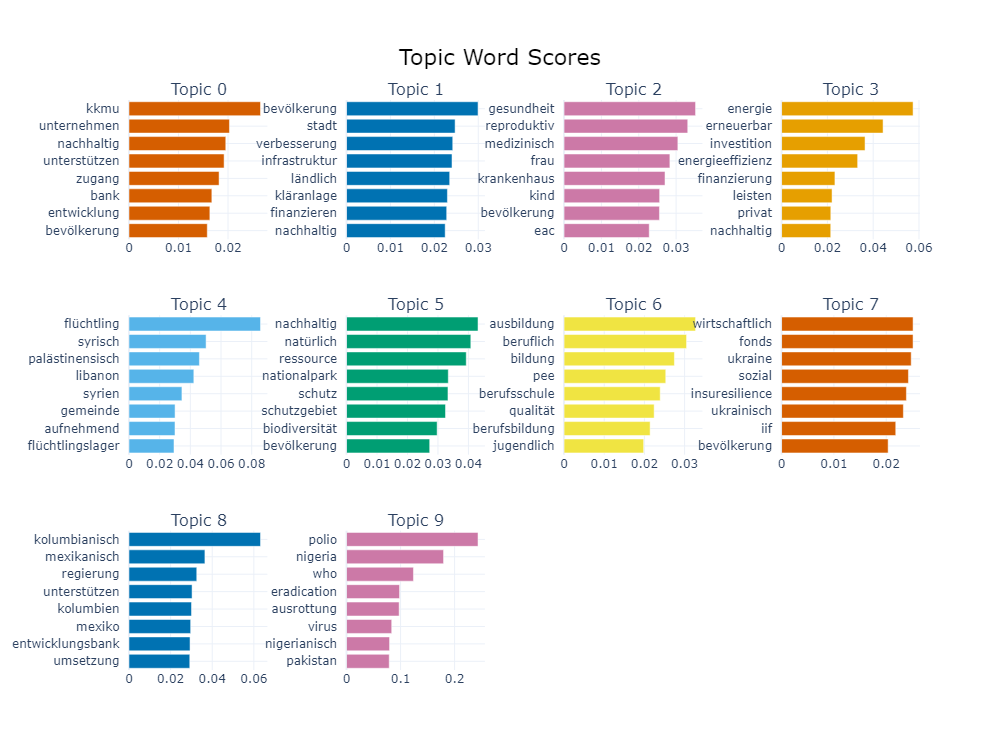 Topic Word Scores
Topic 0
kkmu
unternehmen
nachhaltig
unterstützen
zugang
bank
entwicklung
bevölkerung
0 0.01 0.02
Topic 1
bevölkerung
stadt
verbesserung
infrastruktur
ländlich
kläranlage
finanzieren
nachhaltig
0 0.01 0.02 0.03
Topic 2
gesundheit
reproduktiv
medizinisch
frau
krankenhaus
kind
bevölkerung
eac
0 0.01 0.02 0.03
Topic 3
energie
erneuerbar
investition
energieeffizienz
finanzierung
leisten
privat
nachhaltig
0 0.02 0.04 0.06
Topic 4
flüchtling
syrisch
palästinensisch
libanon
syrien
gemeinde
aufnehmend
flüchtlingslager
0 0.02 0.04 0.06 0.08
Topic 5
nachhaltig
natürlich
ressource
nationalpark
schutz
schutzgebiet
biodiversität
bevölkerung
0 0.01 0.02 0.03 0.04
Topic 6
ausbildung
beruflich
bildung
pee
berufsschule
qualität
berufsbildung
jugendlich
0 0.01 0.02 0.03
Topic 7
wirtschaftlich
fonds
ukraine
sozial
insuresilience
ukrainisch
iif
bevölkerung
0 0.01 0.02
Topic 8
kolumbianisch
mexikanisch
regierung
unterstützen
kolumbien
mexiko
entwicklungsbank
umsetzung
0 0.02 0.04 0.06
Topic 9
polio
nigeria
who
eradication
ausrottung
virus
nigerianisch
pakistan
0 0.1 0.2